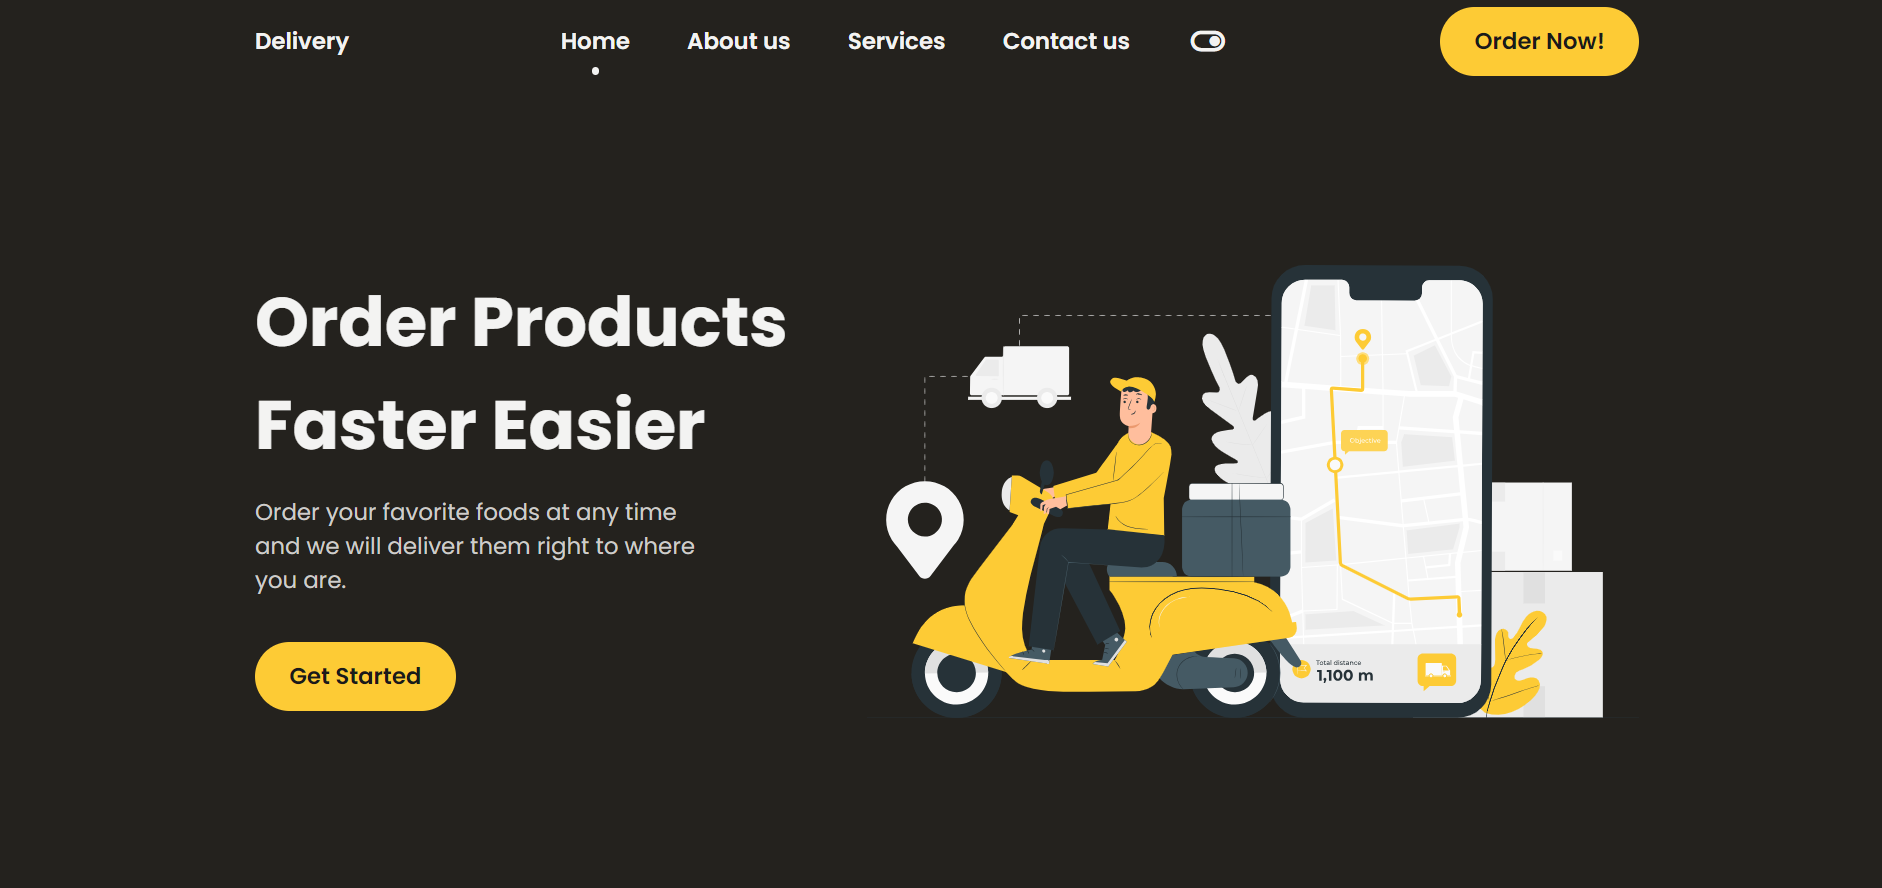 Delivery
Home
About us
Services
Contact us
Order Now!
Order Products
Faster Easier
Order your favorite foods at any time
and we will deliver them right to where
you are.
Get Started
Objective
Total distance
1,100 m